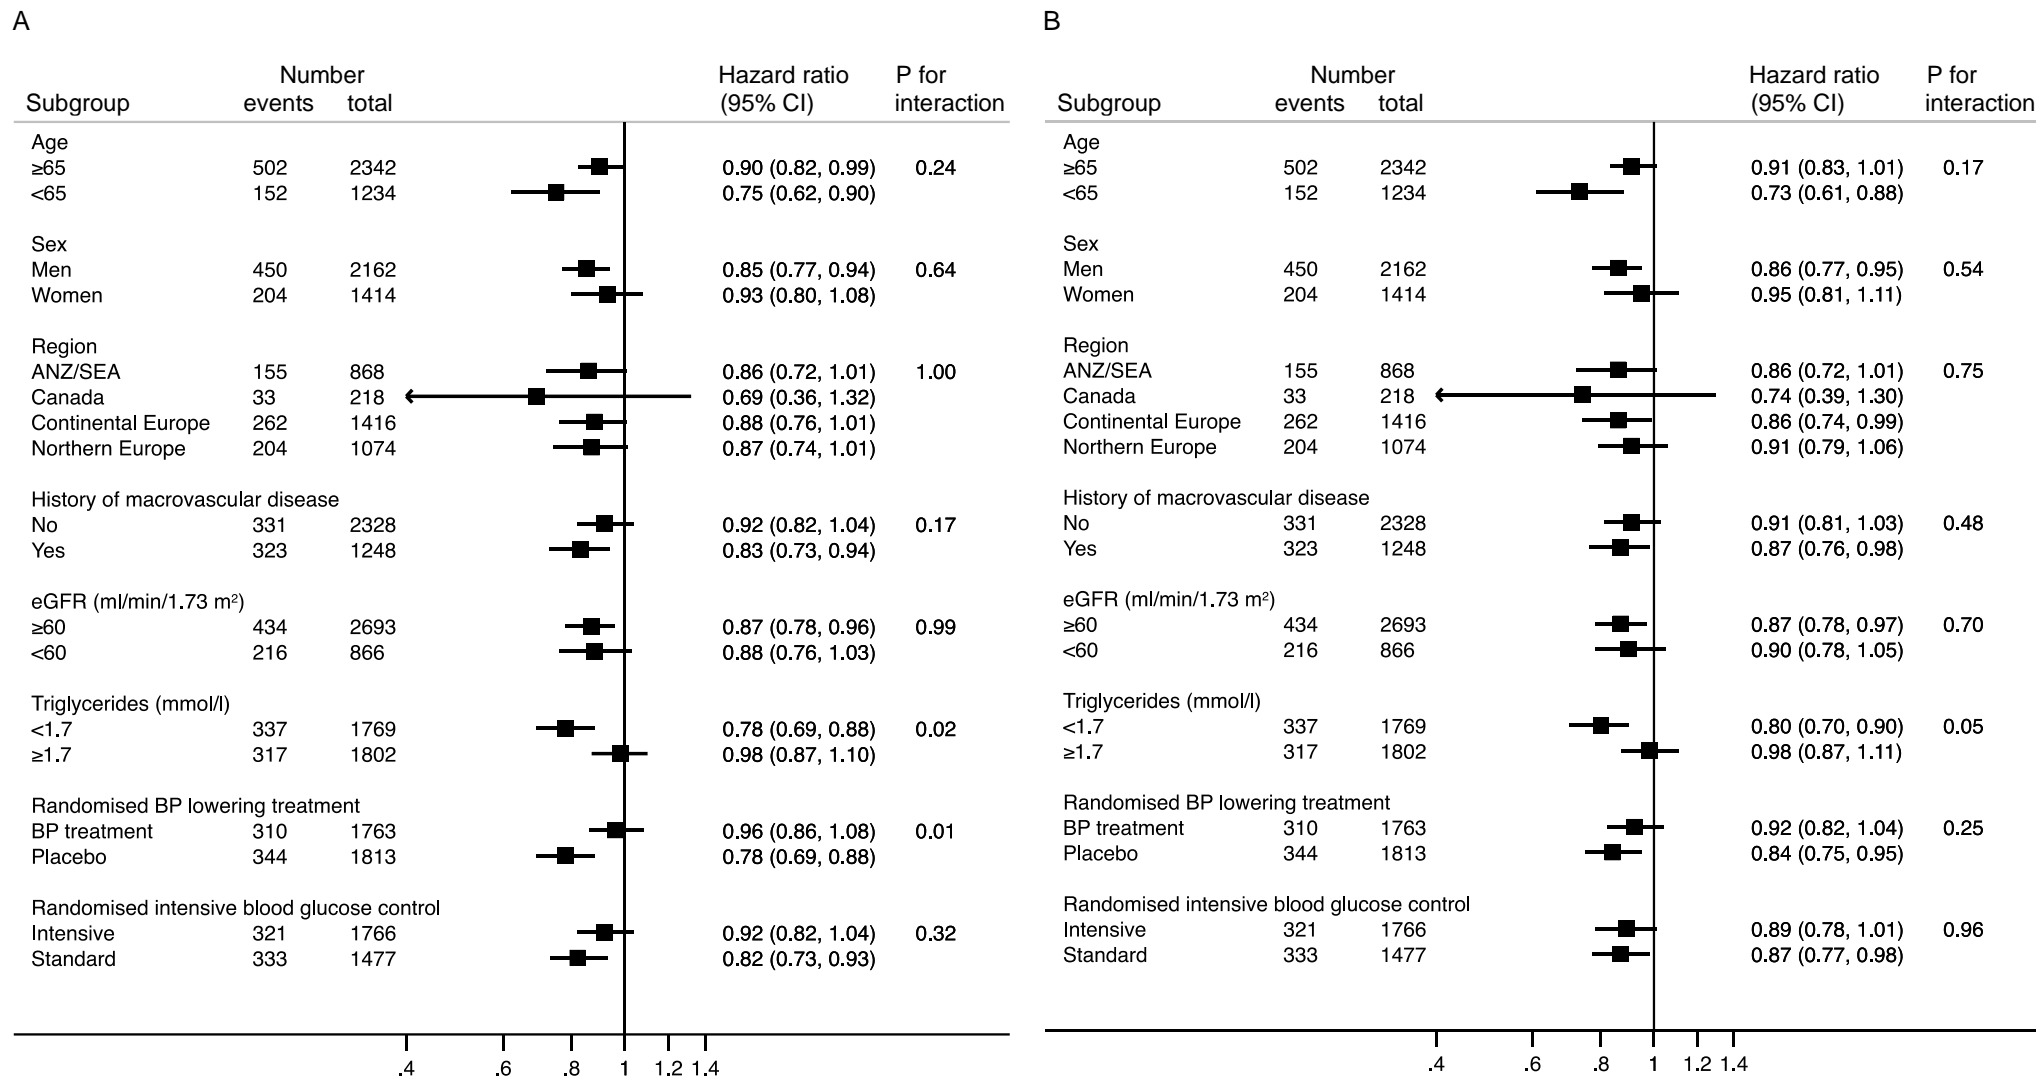 A
Number Hazard ratio P for
Subgroup events total (95% CI) interaction
Age
≥65 502 2342 0.90 (0.82, 0.99) 0.24
<65 152 1234 0.75 (0.62, 0.90)
Sex
Men 450 2162 0.85 (0.77, 0.94) 0.64
Women 204 1414 0.93 (0.80, 1.08)
Region
ANZ/SEA 155 868 0.86 (0.72, 1.01) 1.00
Canada 33 218 0.69 (0.36, 1.32)
Continental Europe 262 1416 0.88 (0.76, 1.01)
Northern Europe 204 1074 0.87 (0.74, 1.01)
History of macrovascular disease
No 331 2328 0.92 (0.82, 1.04) 0.17
Yes 323 1248 0.83 (0.73, 0.94)
eGFR (ml/min/1.73 m²)
≥60 434 2693 0.87 (0.78, 0.96) 0.99
<60 216 866 0.88 (0.76, 1.03)
Triglycerides (mmol/l)
<1.7 337 1769 0.78 (0.69, 0.88) 0.02
≥1.7 317 1802 0.98 (0.87, 1.10)
Randomised BP lowering treatment
BP treatment 310 1763 0.96 (0.86, 1.08) 0.01
Placebo 344 1813 0.78 (0.69, 0.88)
Randomised intensive blood glucose control
Intensive 321 1766 0.92 (0.82, 1.04) 0.32
Standard 333 1477 0.82 (0.73, 0.93)
.4 .6 .8 1 1.2 1.4
B
Number Hazard ratio P for
Subgroup events total (95% CI) interaction
Age
≥65 502 2342 0.91 (0.83, 1.01) 0.17
<65 152 1234 0.73 (0.61, 0.88)
Sex
Men 450 2162 0.86 (0.77, 0.95) 0.54
Women 204 1414 0.95 (0.81, 1.11)
Region
ANZ/SEA 155 868 0.86 (0.72, 1.01) 0.75
Canada 33 218 0.74 (0.39, 1.30)
Continental Europe 262 1416 0.86 (0.74, 0.99)
Northern Europe 204 1074 0.91 (0.79, 1.06)
History of macrovascular disease
No 331 2328 0.91 (0.81, 1.03) 0.48
Yes 323 1248 0.87 (0.76, 0.98)
eGFR (ml/min/1.73 m²)
≥60 434 2693 0.87 (0.78, 0.97) 0.70
<60 216 866 0.90 (0.78, 1.05)
Triglycerides (mmol/l)
<1.7 337 1769 0.80 (0.70, 0.90) 0.05
≥1.7 317 1802 0.98 (0.87, 1.11)
Randomised BP lowering treatment
BP treatment 310 1763 0.92 (0.82, 1.04) 0.25
Placebo 344 1813 0.84 (0.75, 0.95)
Randomised intensive blood glucose control
Intensive 321 1766 0.89 (0.78, 1.01) 0.96
Standard 333 1477 0.87 (0.77, 0.98)
.4 .6 .8 1 1.2 1.4